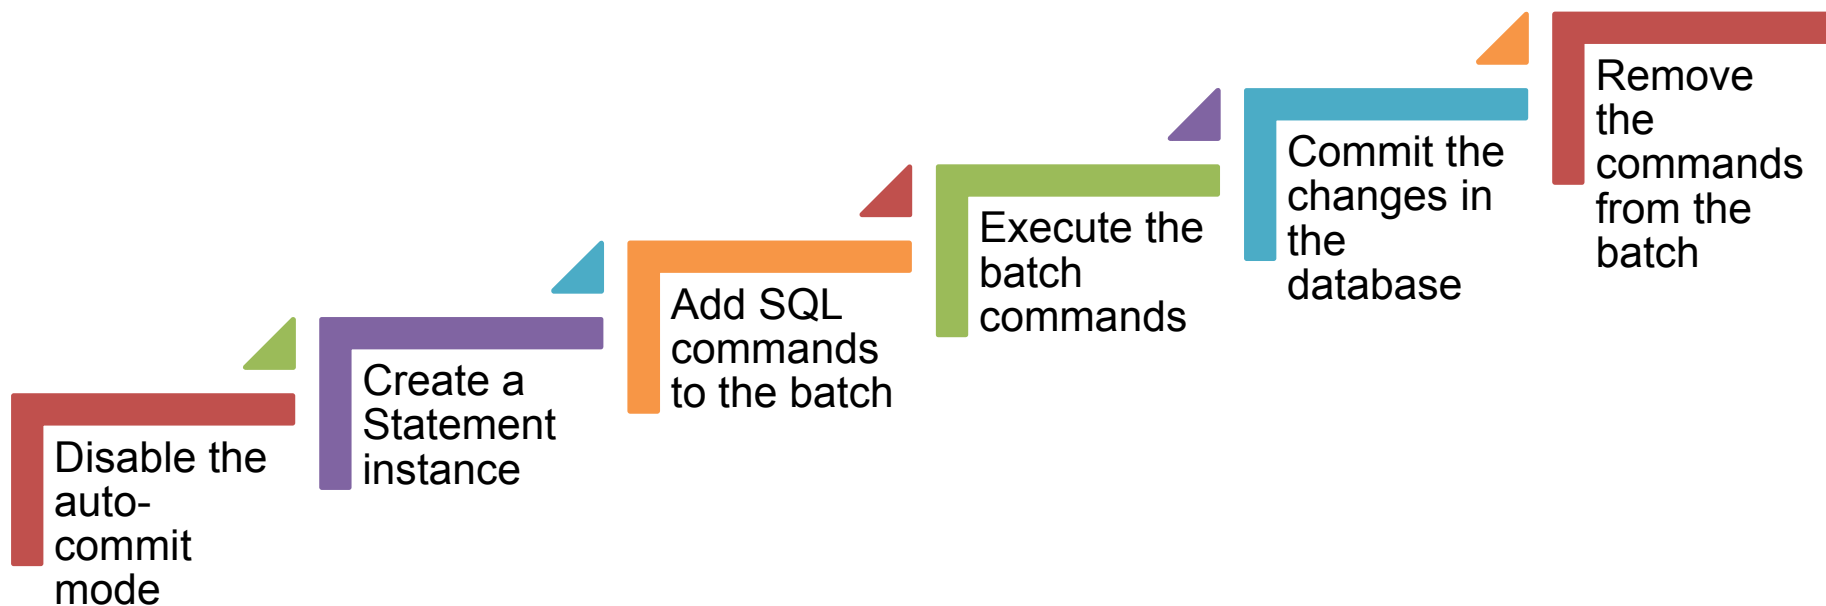 Disable the
auto-
commit
mode
Create a
Statement
instance
Add SQL
commands
to the batch
Execute the
batch
commands
Commit the
changes in
the
database
Remove
the
commands
from the
batch